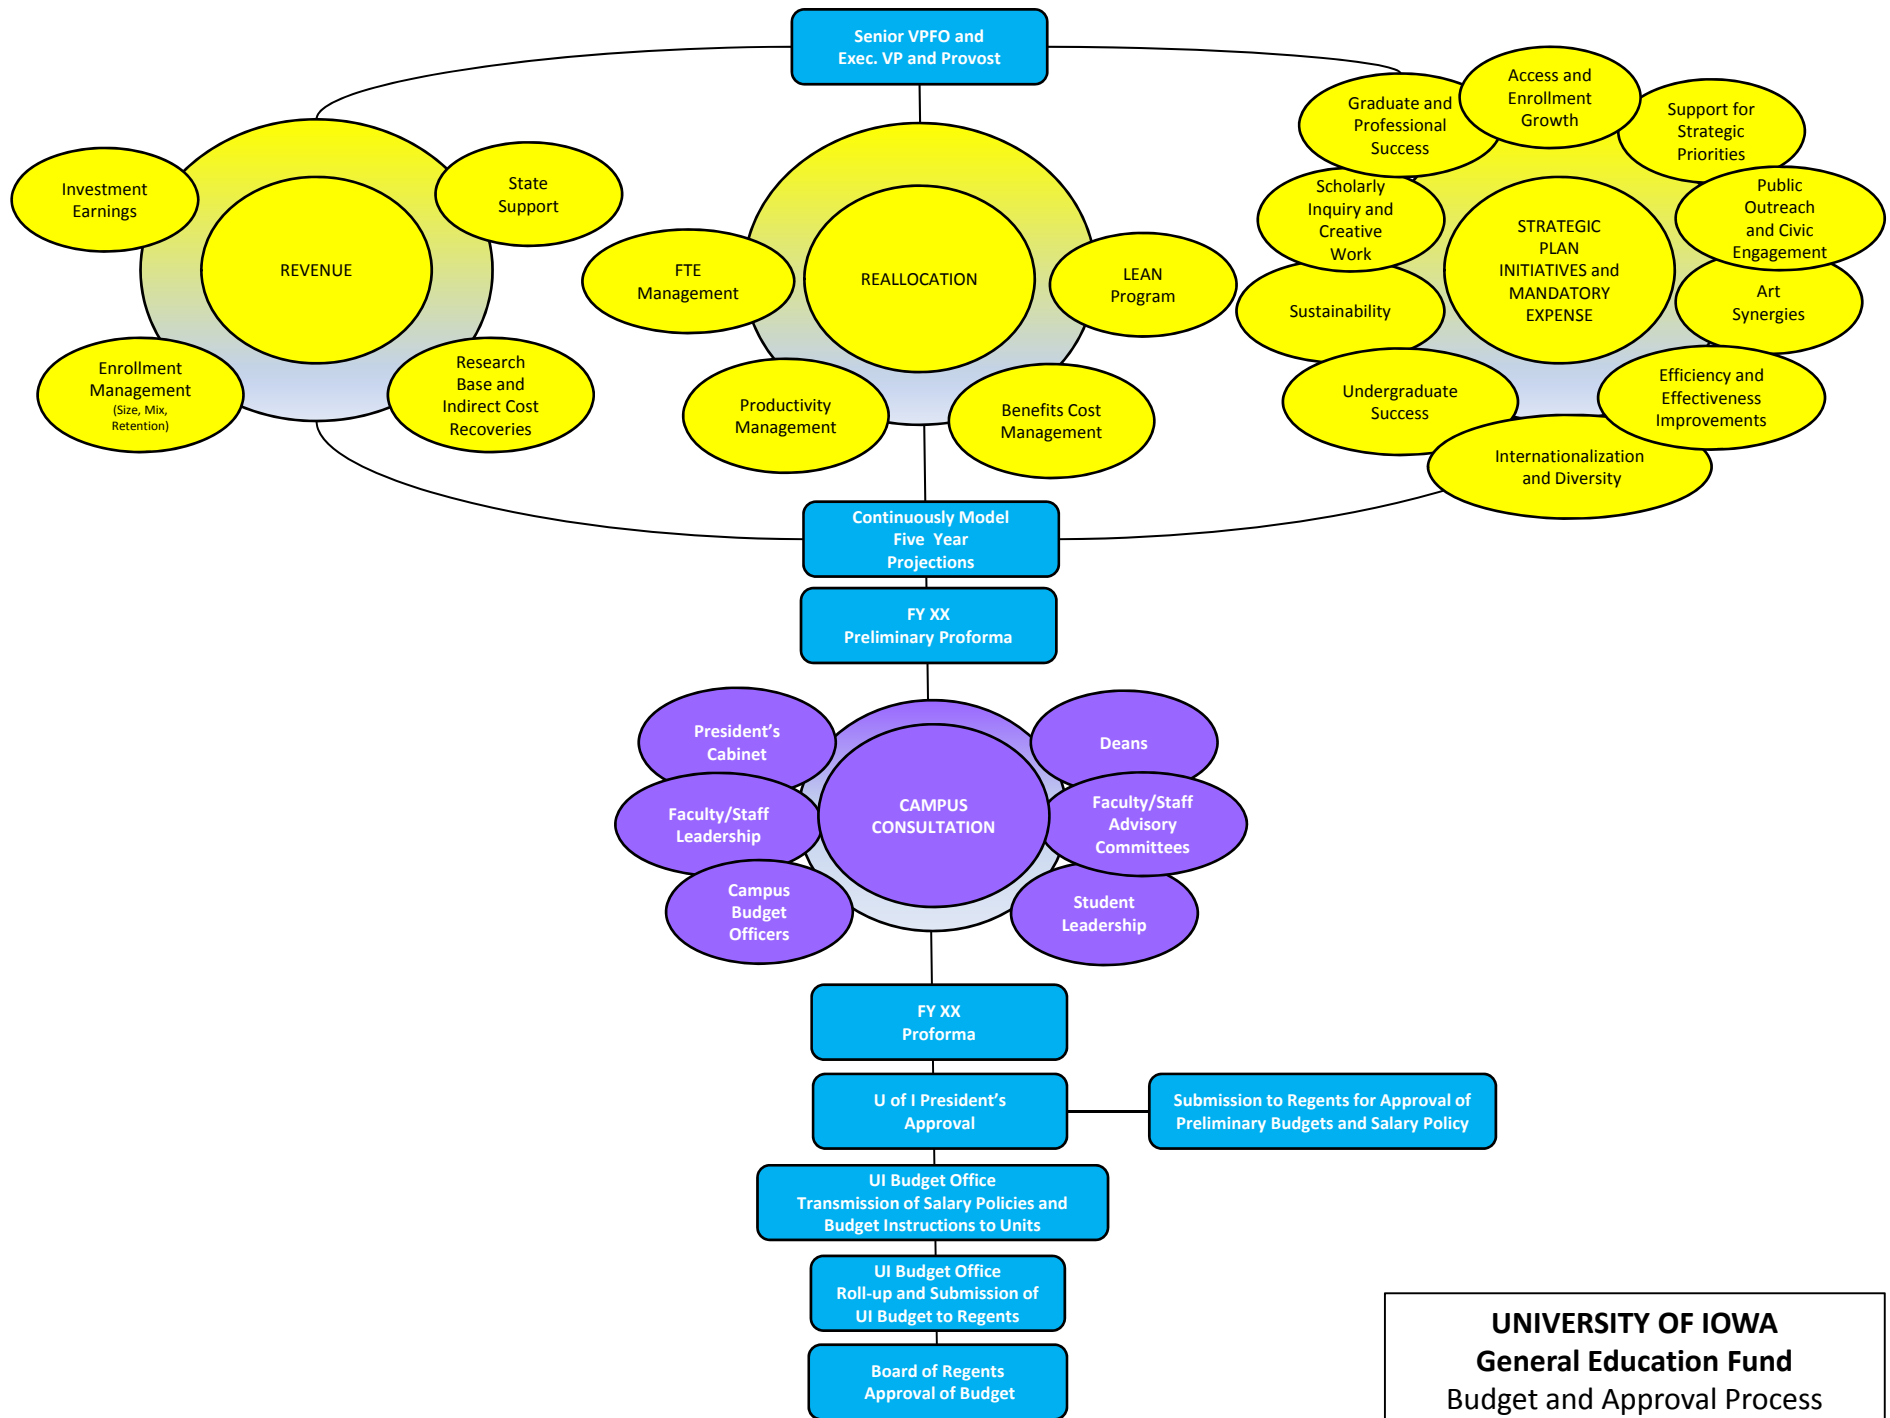 Senior VPFO and
Exec. VP and Provost
Investment
Earnings
State
Support
REVENUE
Enrollment
Management
(Size, Mix,
Retention)
Research
Base and
Indirect Cost
Recoveries
FTE
Management
LEAN
Program
REALLOCATION
Productivity
Management
Benefits Cost
Management
Access and
Enrollment
Growth
Graduate and
Professional
Success
Support for
Strategic
Priorities
Scholarly
Inquiry and
Creative
Work
Public
Outreach
and Civic
Engagement
STRATEGIC
PLAN
INITIATIVES and
MANDATORY
EXPENSE
Sustainability
Art
Synergies
Undergraduate
Success
Efficiency and
Effectiveness
Improvements
Internationalization
and Diversity
Continuously Model
Five Year
Projections
FY XX
Preliminary Proforma
President's
Cabinet
Deans
Faculty/Staff
Leadership
CAMPUS
CONSULTATION
Faculty/Staff
Advisory
Committees
Campus
Budget
Officers
Student
Leadership
FY XX
Proforma
U of I President's
Approval
Submission to Regents for Approval of
Preliminary Budgets and Salary Policy
UI Budget Office
Transmission of Salary Policies and
Budget Instructions to Units
UI Budget Office
Roll-up and Submission of
UI Budget to Regents
Board of Regents
Approval of Budget
UNIVERSITY OF IOWA
General Education Fund
Budget and Approval Process